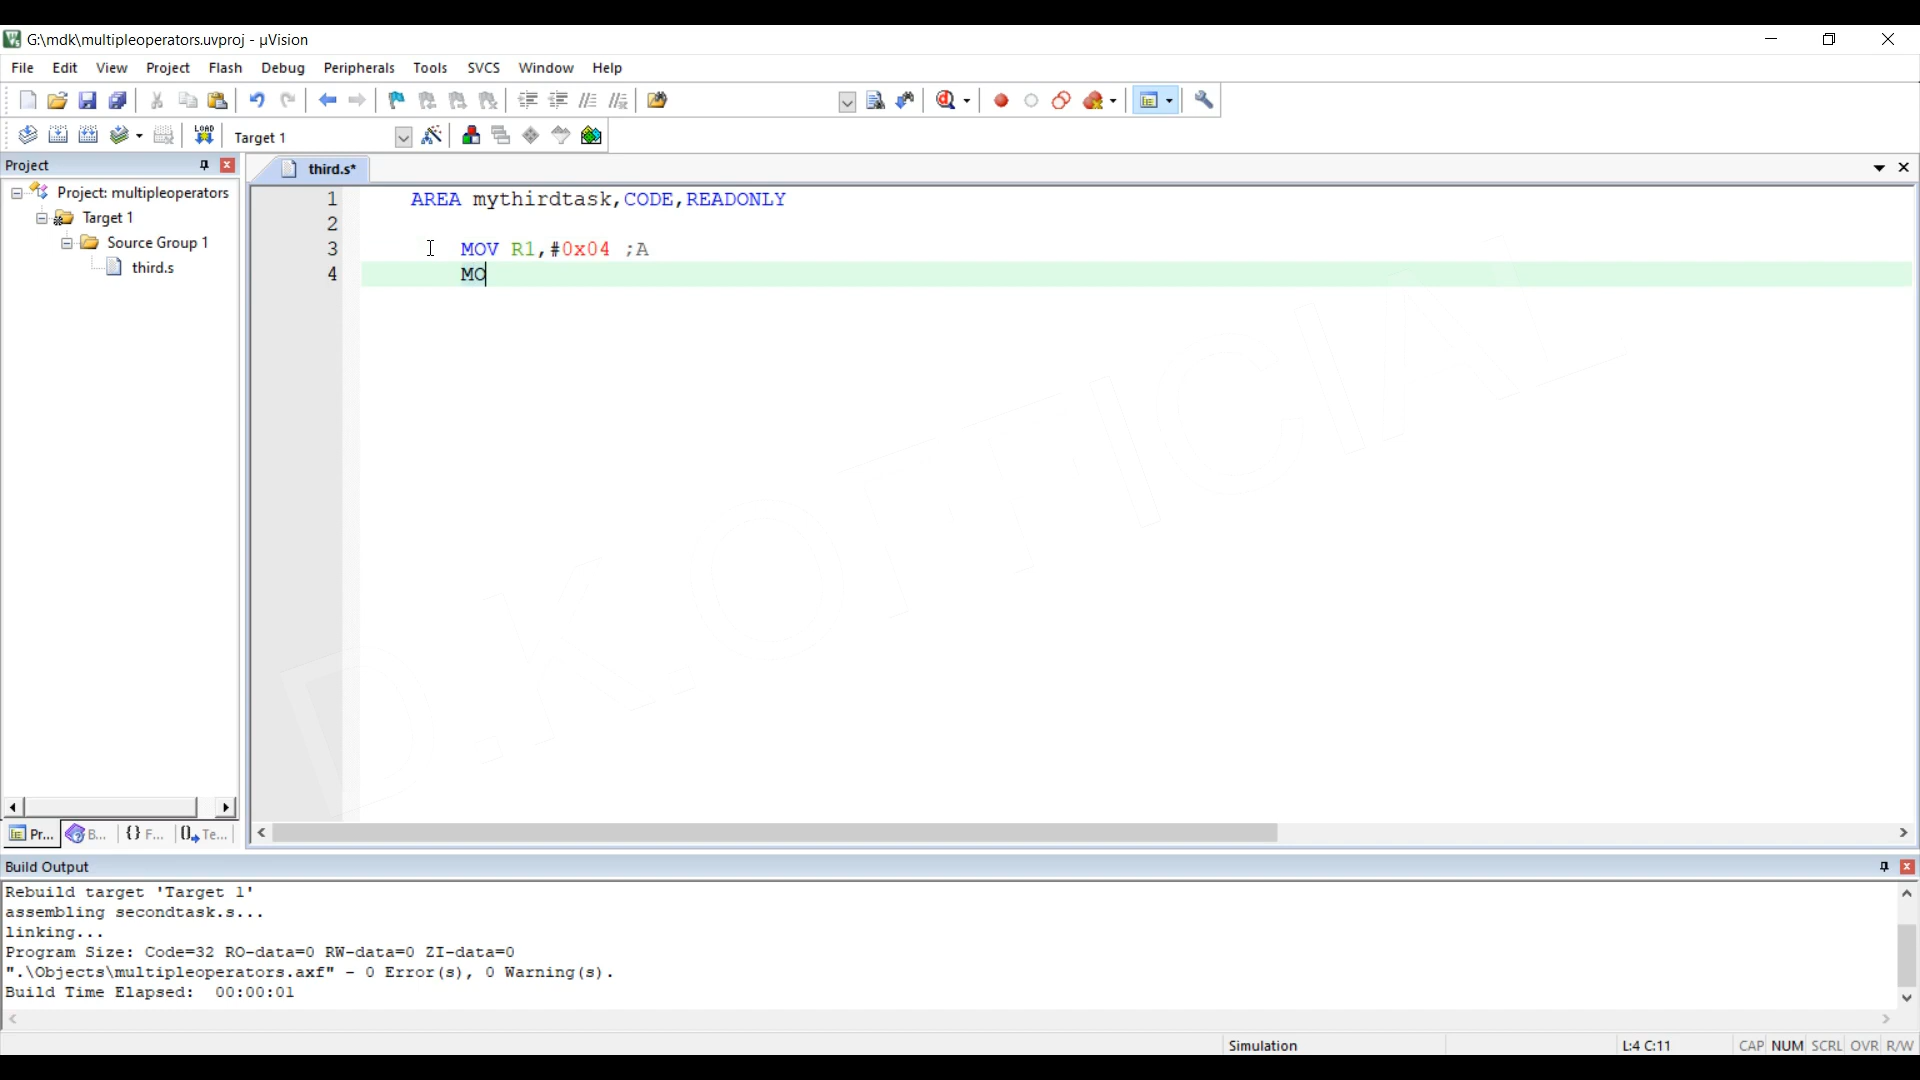 G:\mdk\multipleoperators.uvproj - µVision
File Edit View Project Flash Debug Peripherals Tools SVCS Window Help
LOAD Target 1
Project
third.s*
Project: multipleoperators
Target 1
Source Group 1
third.s
1 AREA mythirdtask,CODE,READONLY
2
3 MOV R1,#0x04 ;A
4 MO
D.K.OFFICIAL
Pr... B... {} F... Te...
Build Output
Rebuild target 'Target 1'
assembling secondtask.s...
linking...
Program Size: Code=32 RO-data=0 RW-data=0 ZI-data=0
".\Objects\multipleoperators.axf" - 0 Error(s), 0 Warning(s).
Build Time Elapsed: 00:00:01
Simulation L:4 C:11 CAP NUM SCRL OVR R/W